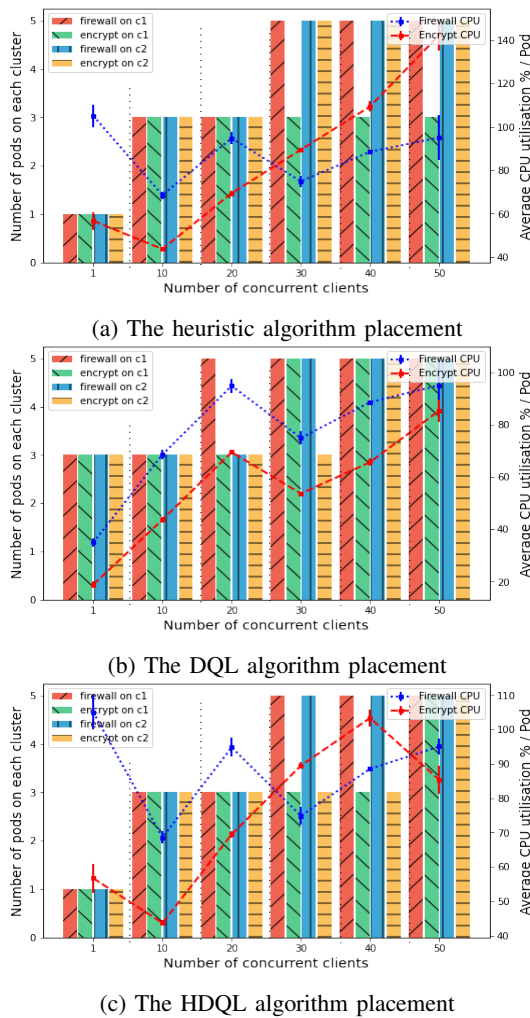 firewall on c1
encrypt on c1
firewall on c2
encrypt on c2
Firewall CPU
Encrypt CPU
Number of pods on each cluster
Average CPU utilisation % / Pod
5
4
3
2
1
0
140
120
100
80
60
40
1 10 20 30 40 50
Number of concurrent clients
(a) The heuristic algorithm placement
firewall on c1
encrypt on c1
firewall on c2
encrypt on c2
Firewall CPU
Encrypt CPU
Number of pods on each cluster
Average CPU utilisation % / Pod
5
4
3
2
1
0
100
80
60
40
20
1 10 20 30 40 50
Number of concurrent clients
(b) The DQL algorithm placement
firewall on c1
encrypt on c1
firewall on c2
encrypt on c2
Firewall CPU
Encrypt CPU
Number of pods on each cluster
Average CPU utilisation % / Pod
5
4
3
2
1
0
110
100
90
80
70
60
50
40
1 10 20 30 40 50
Number of concurrent clients
(c) The HDQL algorithm placement